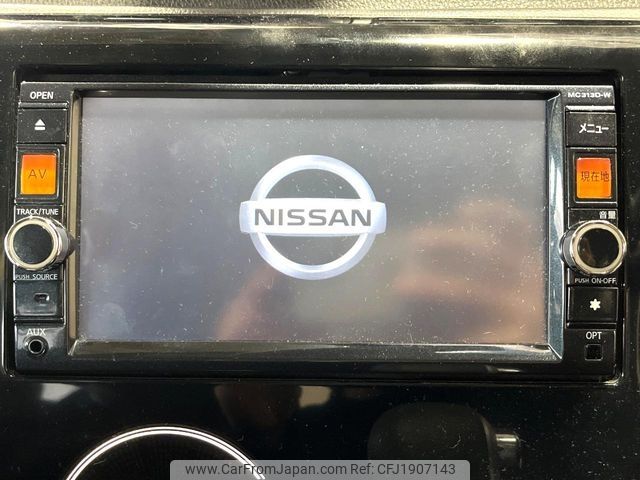 OPEN
MC313D-W
メニュー
AV
現在地
TRACK/TUNE
音量
NISSAN
PUSH SOURCE
PUSH ON-OFF
AUX
OPT
www.CarFromJapan.com Ref:Code CFJ1907143